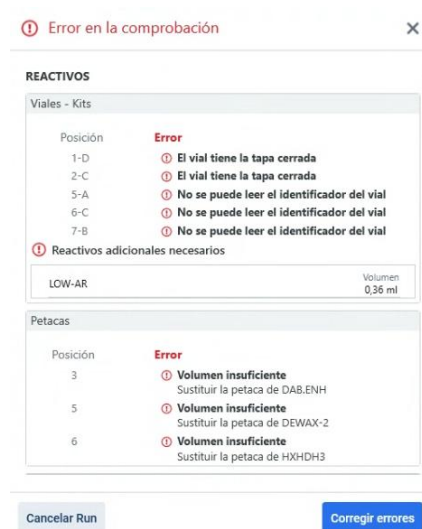 Error en la comprobación
REACTIVOS
Viales - Kits
Posición Error
1-D El vial tiene la tapa cerrada
2-C El vial tiene la tapa cerrada
5-A No se puede leer el identificador del vial
6-C No se puede leer el identificador del vial
7-B No se puede leer el identificador del vial
Reactivos adicionales necesarios
Volumen
LOW-AR 0,36 ml
Petacas
Posición Error
3 Volumen insuficiente
Sustituir la petaca de DAB.ENH
5 Volumen insuficiente
Sustituir la petaca de DEWAX-2
6 Volumen insuficiente
Sustituir la petaca de HXHDH3
Cancelar Run Corregir errores